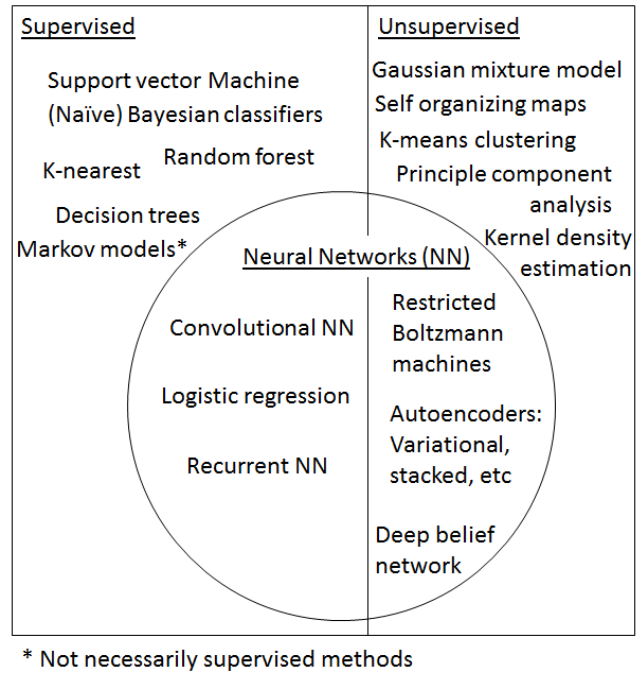 Supervised
Support vector Machine
(Naïve) Bayesian classifiers
K-nearest
Random forest
Decision trees
Markov models*
Unsupervised
Gaussian mixture model
Self organizing maps
K-means clustering
Principle component
analysis
Kernel density
estimation
Neural Networks (NN)
Convolutional NN
Logistic regression
Recurrent NN
Restricted
Boltzmann
machines
Autoencoders:
Variational,
stacked, etc
Deep belief
network
* Not necessarily supervised methods